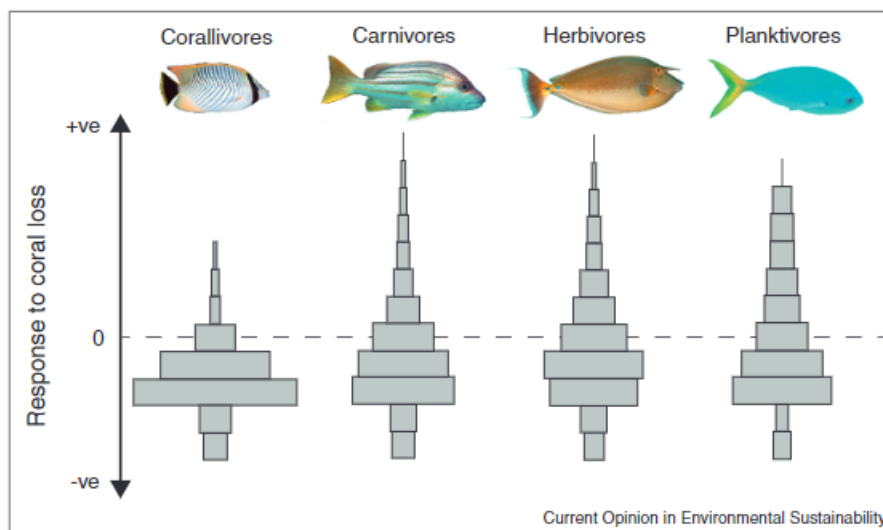 Corallivores Carnivores Herbivores Planktivores
+ve
Response to coral loss
0
-ve
Current Opinion in Environmental Sustainability